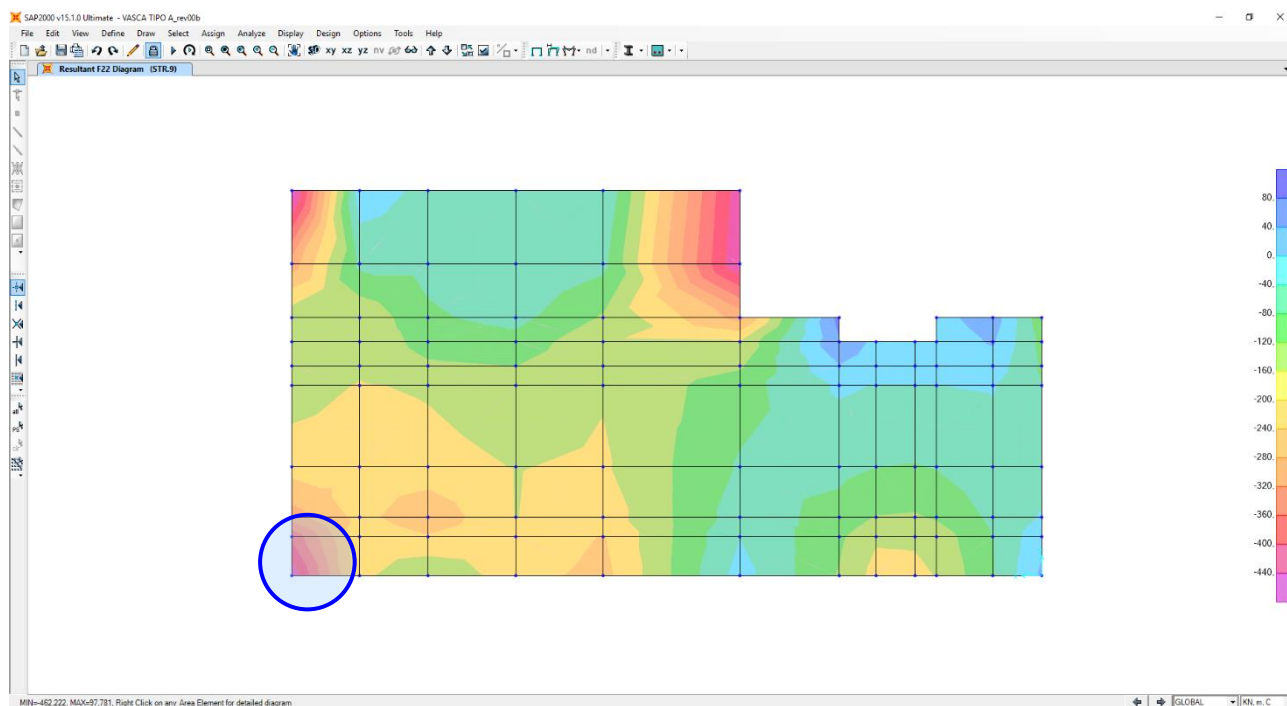 SAP2000 v15.1.0 Ultimate - VASCA TIPO A_rev00b
File Edit View Define Draw Select Assign Analyze Display Design Options Tools Help
xy xz yz nv nd
Resultant F22 Diagram (STR.9)
80.
40.
0.
-40.
-80.
-120.
-160.
-200.
-240.
-280.
-320.
-360.
-400.
-440.
all
PS
clr
MIN=-462.222, MAX=97.781, Right Click on any Area Element for detailed diagram
GLOBAL
KN, m, C